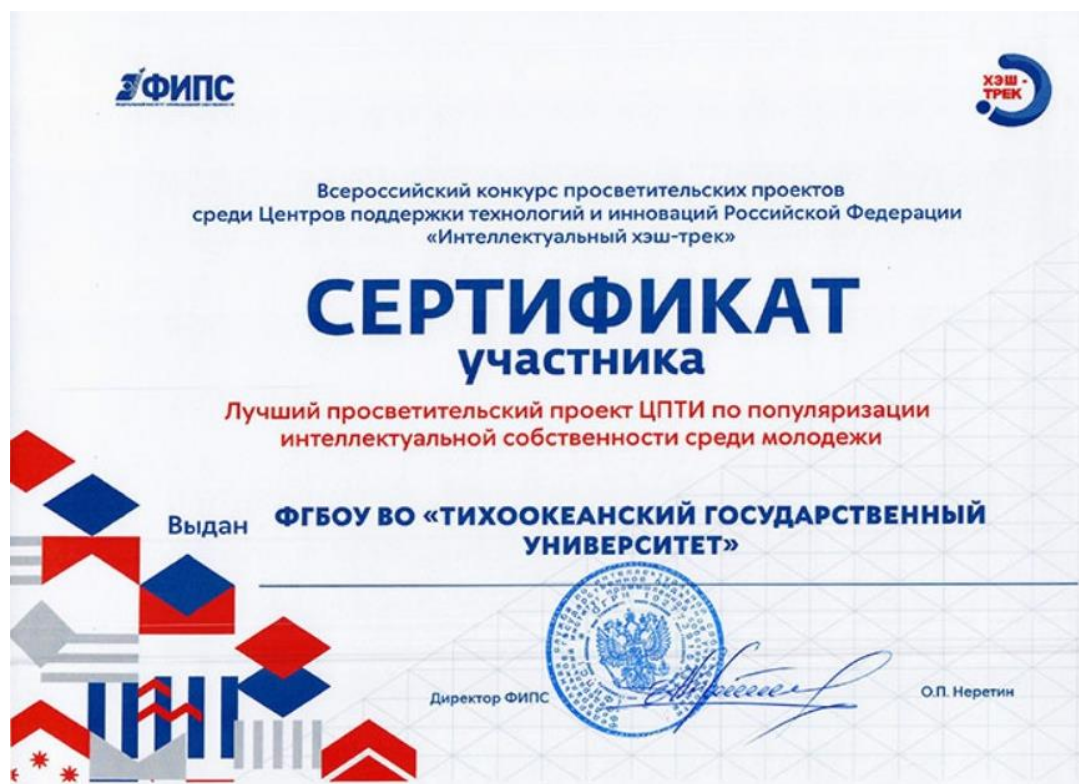 ФИПС
ХЭШ -
ТРЕК
Всероссийский конкурс просветительских проектов
среди Центров поддержки технологий и инноваций Российской Федерации
«Интеллектуальный хэш-трек»
СЕРТИФИКАТ
участника
Лучший просветительский проект ЦПТИ по популяризации
интеллектуальной собственности среди молодежи
Выдан ФГБОУ ВО «ТИХООКЕАНСКИЙ ГОСУДАРСТВЕННЫЙ
УНИВЕРСИТЕТ»
Директор ФИПС
О.П. Неретин